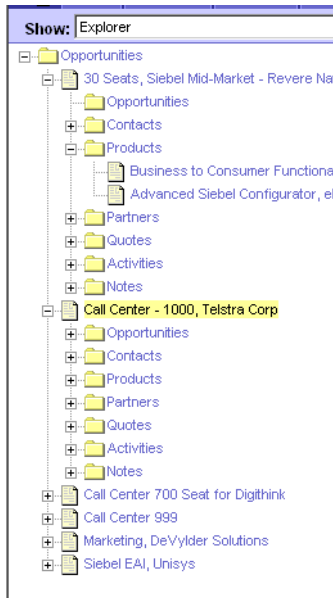 Show: Explorer
Opportunities
30 Seats, Siebel Mid-Market - Revere Na
Opportunities
Contacts
Products
Business to Consumer Functiona
Advanced Siebel Configurator, e
Partners
Quotes
Activities
Notes
Call Center - 1000, Telstra Corp
Opportunities
Contacts
Products
Partners
Quotes
Activities
Notes
Call Center 700 Seat for Digithink
Call Center 999
Marketing, DeVylder Solutions
Siebel EAI, Unisys